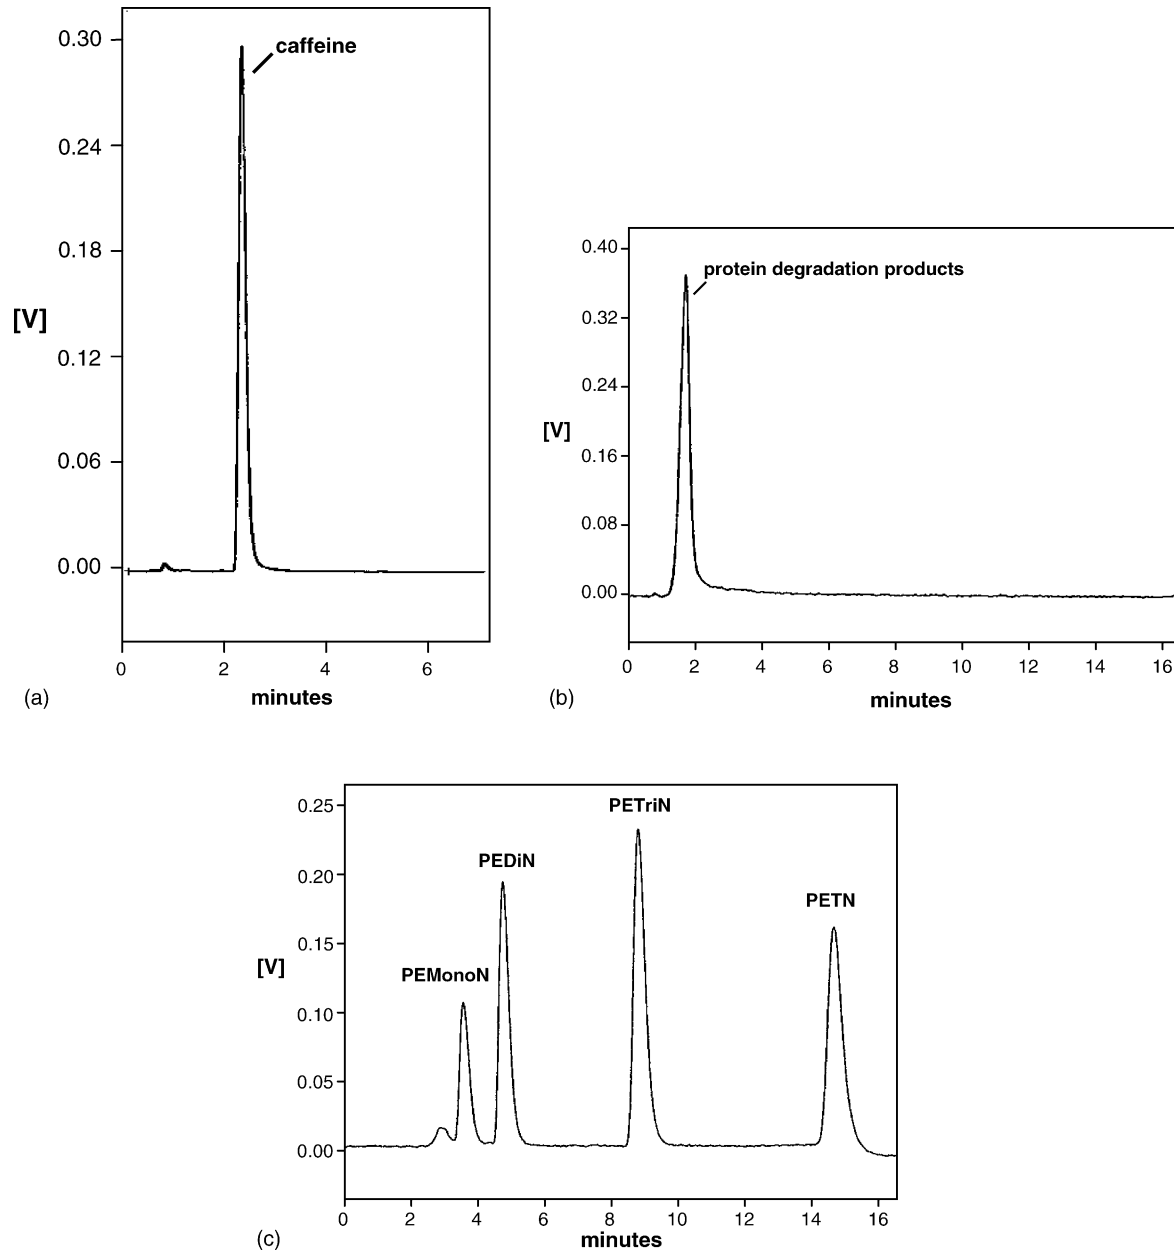 0.30
caffeine
0.24
0.18
[V]
0.12
0.06
0.00
0 2 4 6
(a)
minutes
0.40
protein degradation products
0.32
0.24
[V]
0.16
0.08
0.00
0 2 4 6 8 10 12 14 16
(b)
minutes
0.25
PETriN
PEDiN
0.20
PETN
0.15
[V]
PEMonoN
0.10
0.05
0.00
0 2 4 6 8 10 12 14 16
(c)
minutes